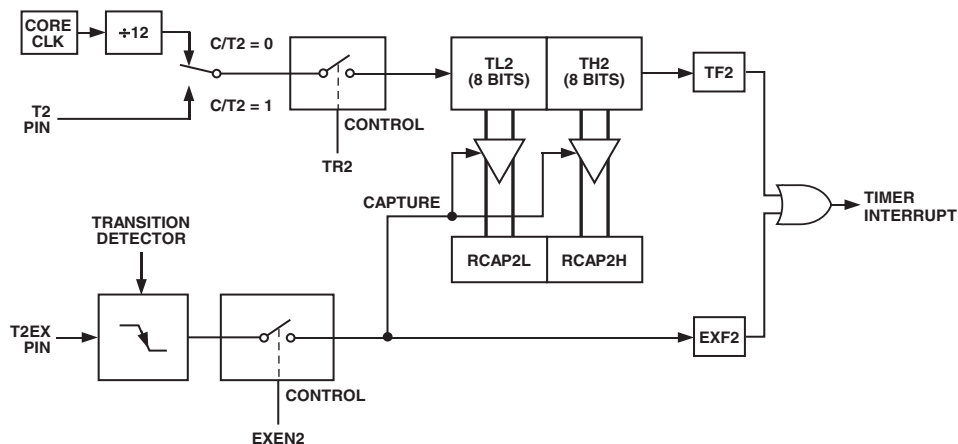 CORE
CLK
÷12
C/T2 = 0
C/T2 = 1
T2
PIN
CONTROL
TR2
TL2
(8 BITS)
TH2
(8 BITS)
TF2
CAPTURE
RCAP2L
RCAP2H
TIMER
INTERRUPT
TRANSITION
DETECTOR
T2EX
PIN
CONTROL
EXEN2
EXF2